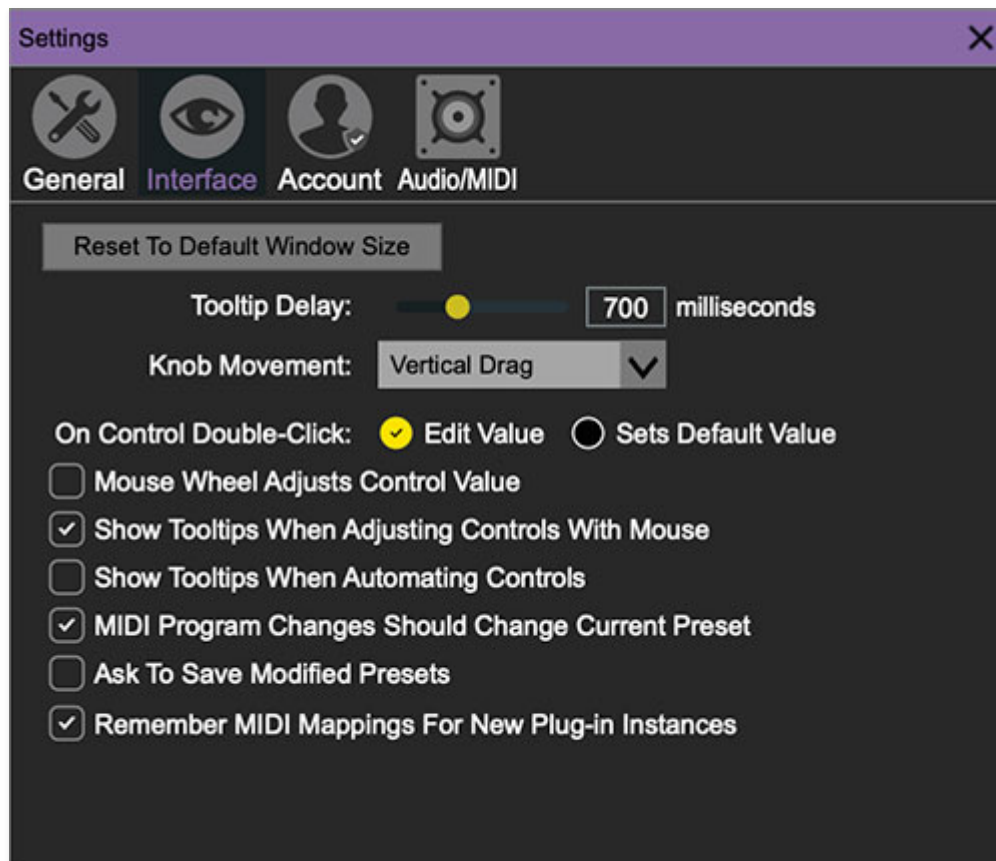 Settings
General Interface Account Audio/MIDI
Reset To Default Window Size
Tooltip Delay: 700 milliseconds
Knob Movement: Vertical Drag
On Control Double-Click: Edit Value Sets Default Value
Mouse Wheel Adjusts Control Value
Show Tooltips When Adjusting Controls With Mouse
Show Tooltips When Automating Controls
MIDI Program Changes Should Change Current Preset
Ask To Save Modified Presets
Remember MIDI Mappings For New Plug-in Instances